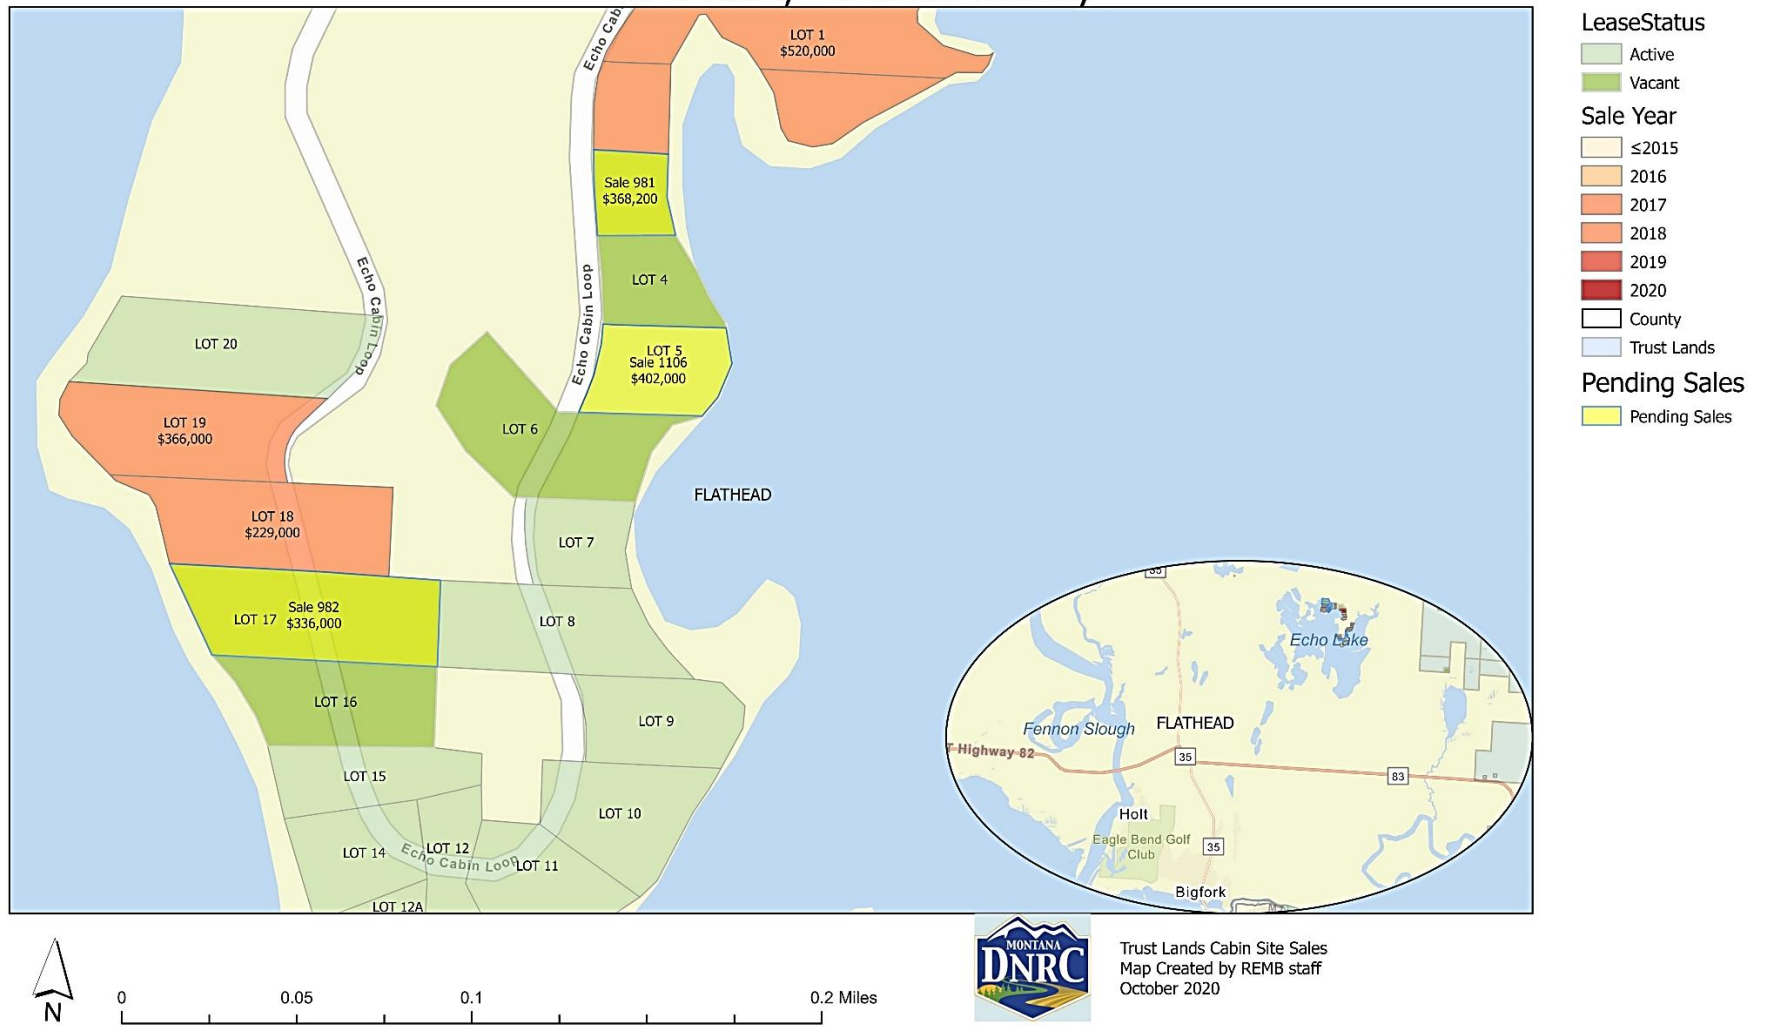 Echo Cab
LOT 1
$520,000
Sale 981
$368,200
Echo Cabin Loop
Echo Cabin Loop
LOT 4
LOT 20
LOT 5
Sale 1106
$402,000
LOT 19
$366,000
LOT 6
FLATHEAD
LOT 18
$229,000
LOT 7
Sale 982
LOT 17 $336,000
LOT 8
LOT 16
LOT 9
LOT 15
LOT 10
LOT 14
LOT 12
Echo Cabin Loop
LOT 11
LOT 12A
LeaseStatus
Active
Vacant
Sale Year
≤2015
2016
2017
2018
2019
2020
County
Trust Lands
Pending Sales
Pending Sales
35
Echo Lake
Fennon Slough
FLATHEAD
T Highway 82
35
83
Holt
Eagle Bend Golf
Club
35
Bigfork
N
0 0.05 0.1 0.2 Miles
MONTANA
DNRC
Trust Lands Cabin Site Sales
Map Created by REMB staff
October 2020